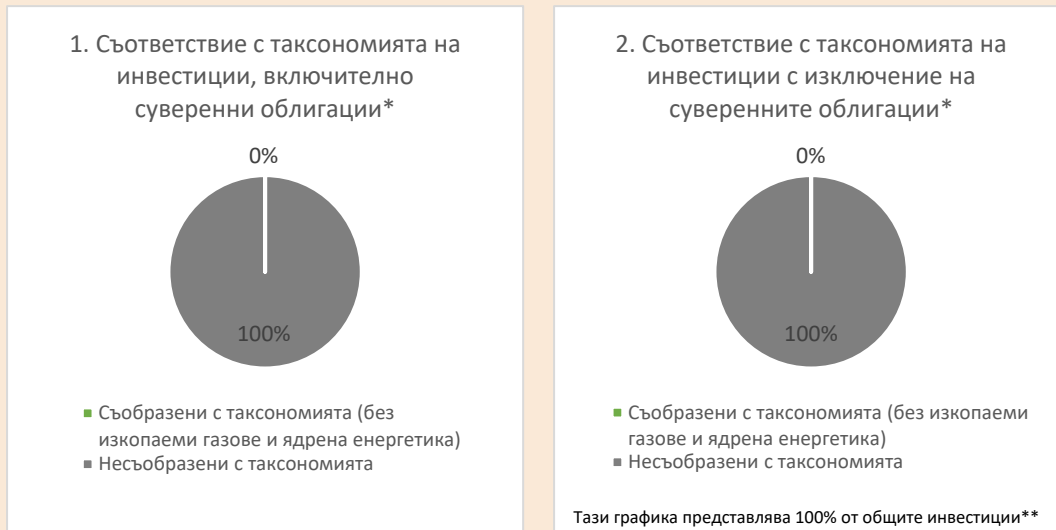 1. Съответствие с таксономията на
инвестиции, включително
суверенни облигации*
0%
100%
Съобразени с таксономията (без
изкопаеми газове и ядрена енергетика)
Несъобразени с таксономията
2. Съответствие с таксономията на
инвестиции с изключение на
суверенните облигации*
0%
100%
Съобразени с таксономията (без изкопаеми
газове и ядрена енергетика)
Несъобразени с таксономията
Тази графика представлява 100% от общите инвестиции**